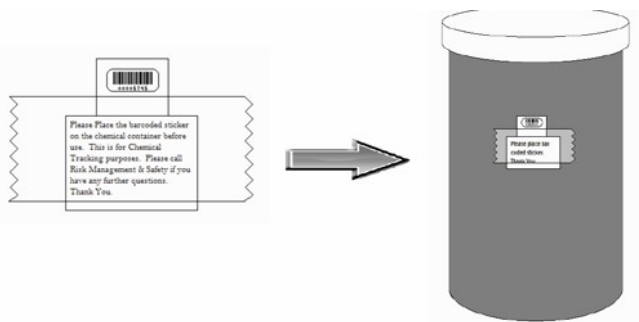 00006745
Please Place the barcoded sticker
on the chemical container before
use. This is for Chemical
Tracking purposes. Please call
Risk Management & Safety if you
have any further questions.
Thank You.
Please place bar
coded sticker.
Thank You